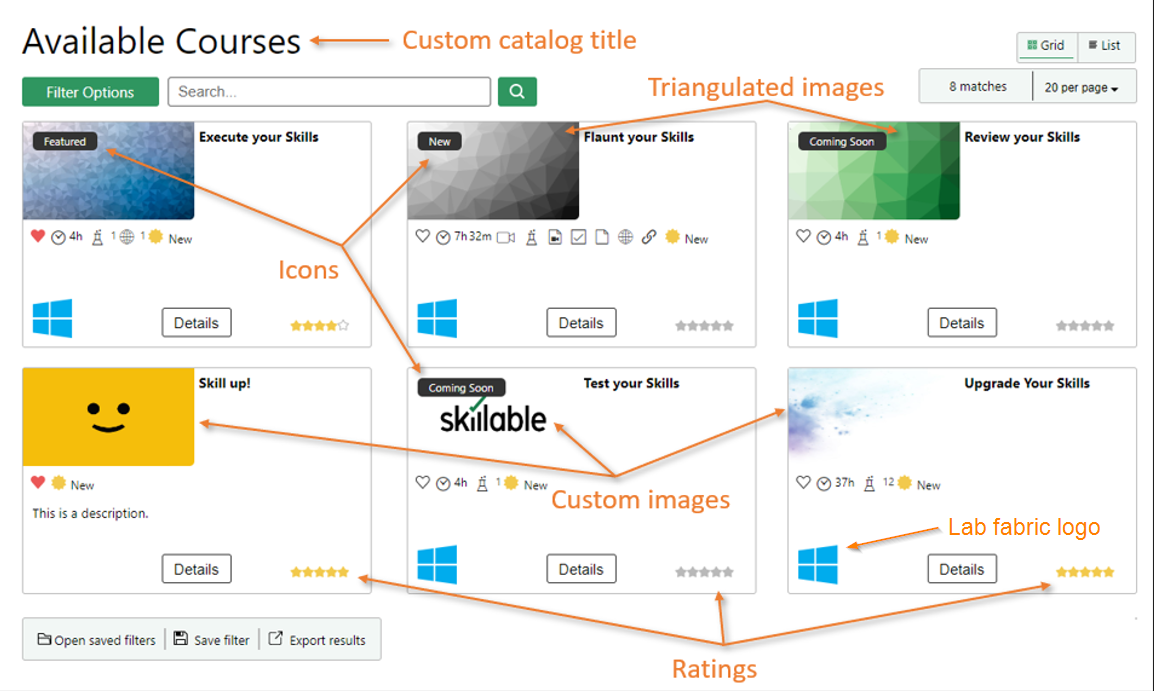 Available Courses
Custom catalog title
Grid
List
Filter Options
Search...
Triangulated images
8 matches
20 per page
Featured
Execute your Skills
New
Flaunt your Skills
Coming Soon
Review your Skills
4h
1
1
New
7h 32m
New
4h
1
New
Icons
Details
Details
Details
Skill up!
Coming Soon
skillable
Test your Skills
Upgrade Your Skills
New
4h
1
New
37h
12
New
Custom images
This is a description.
Lab fabric logo
Details
Details
Details
Open saved filters
Save filter
Export results
Ratings